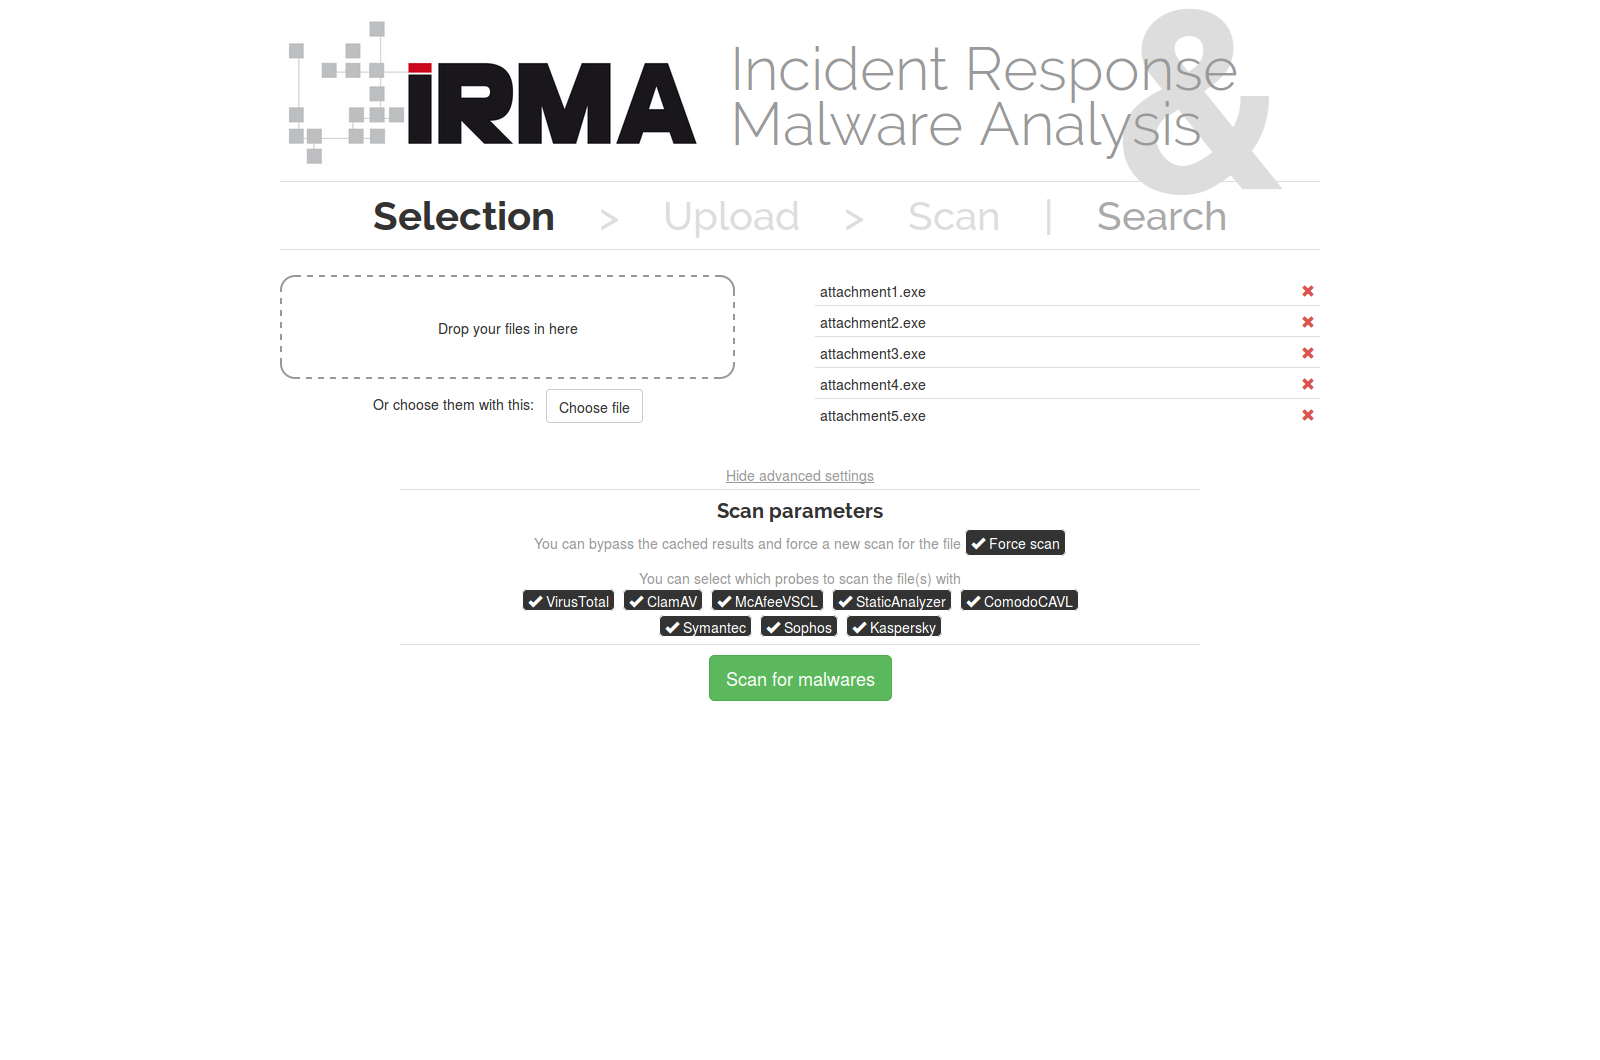 iRMA
Incident Response
&
Malware Analysis
Selection > Upload > Scan | Search
Drop your files in here
Or choose them with this: Choose file
attachment1.exe
attachment2.exe
attachment3.exe
attachment4.exe
attachment5.exe
Hide advanced settings
Scan parameters
You can bypass the cached results and force a new scan for the file Force scan
You can select which probes to scan the file(s) with
VirusTotal ClamAV McAfeeVSCL StaticAnalyzer ComodoCAVL
Symantec Sophos Kaspersky
Scan for malwares